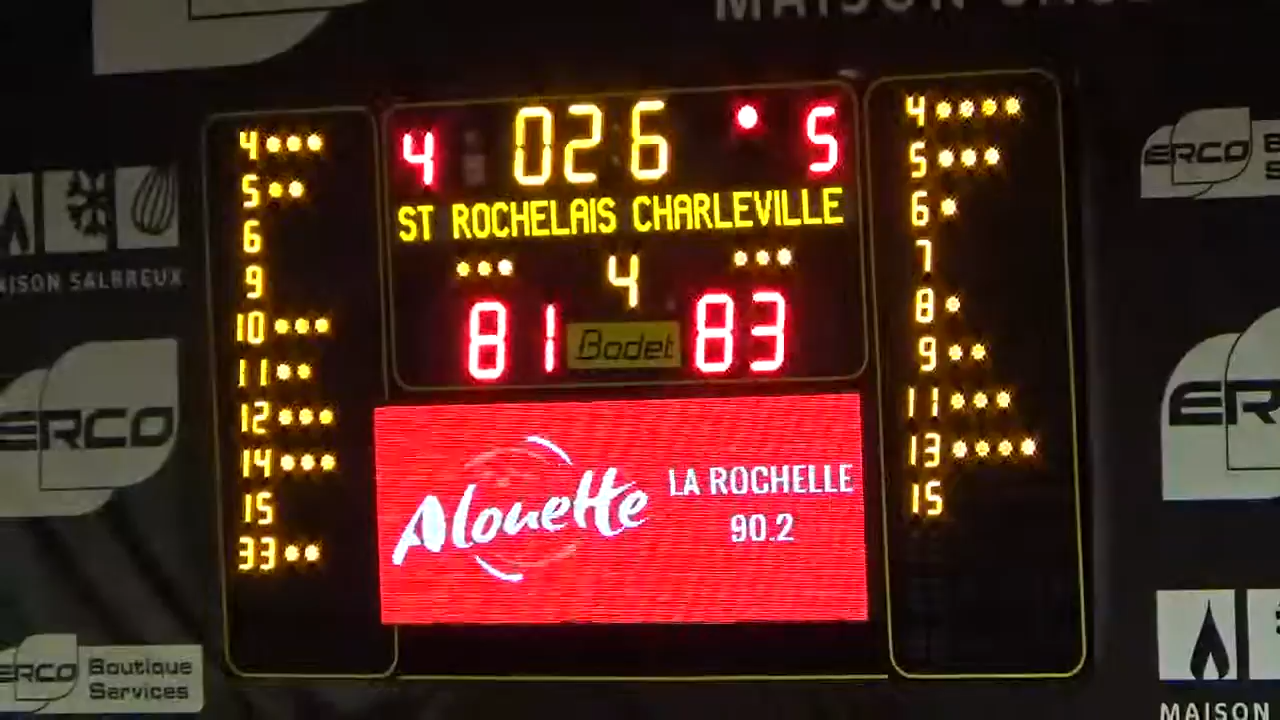 4 026 5
ST ROCHELAIS CHARLEVILLE
4
81 Bodet 83
4
5
6
9
10
11
12
14
15
33
4
5
6
7
8
9
11
13
15
Alouette
LA ROCHELLE
90.2
MAISON
AISON SALBREUX
ERCO
ERCO
Boutique
Services
ERCO
ER
MAISON